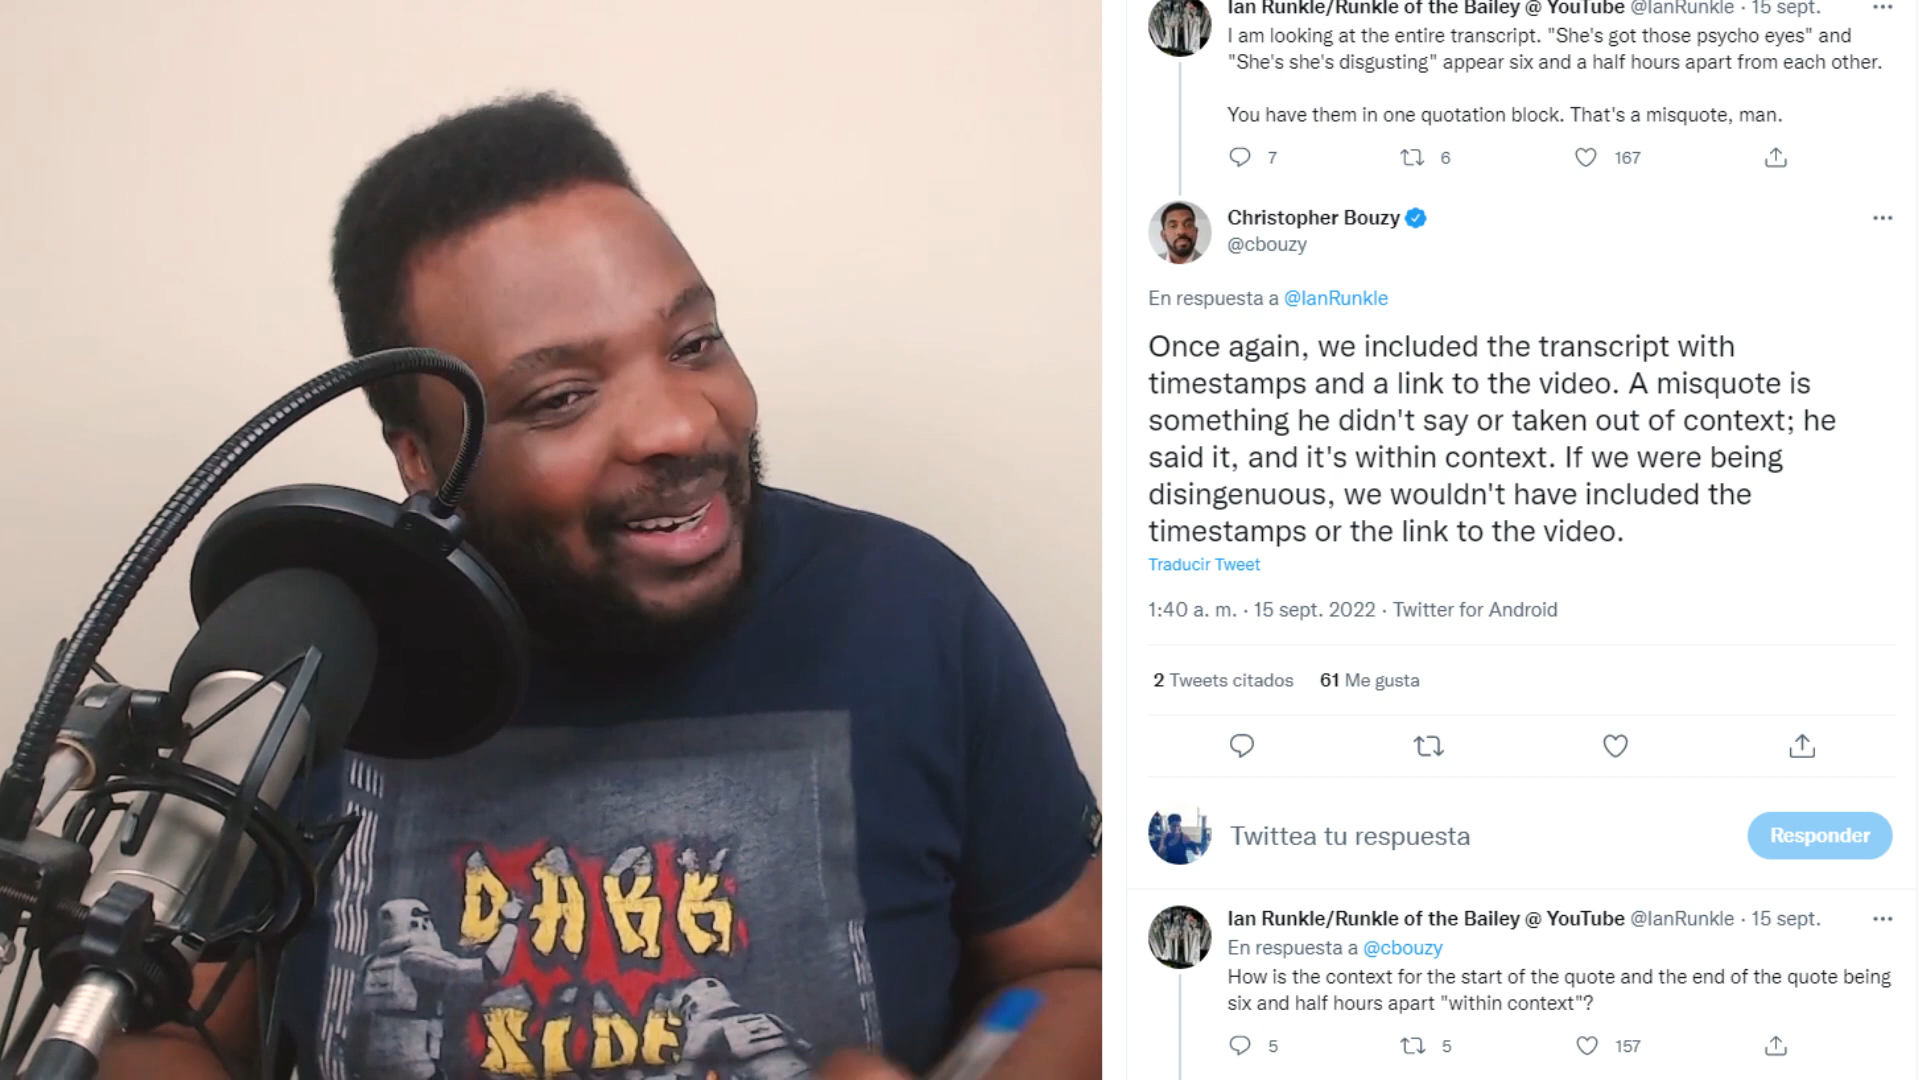 Ian Runkle/Runkle of the Bailey @ YouTube @IanRunkle · 15 sept.
I am looking at the entire transcript. "She's got those psycho eyes" and
"She's she's disgusting" appear six and a half hours apart from each other.
You have them in one quotation block. That's a misquote, man.
7 6 167
Christopher Bouzy
@cbouzy
En respuesta a @IanRunkle
Once again, we included the transcript with
timestamps and a link to the video. A misquote is
something he didn't say or taken out of context; he
said it, and it's within context. If we were being
disingenuous, we wouldn't have included the
timestamps or the link to the video.
Traducir Tweet
1:40 a. m. · 15 sept. 2022 · Twitter for Android
2 Tweets citados 61 Me gusta
Twittea tu respuesta
Responder
Ian Runkle/Runkle of the Bailey @ YouTube @IanRunkle · 15 sept.
En respuesta a @cbouzy
How is the context for the start of the quote and the end of the quote being
six and half hours apart "within context"?
5 5 157
DARK
SIDE